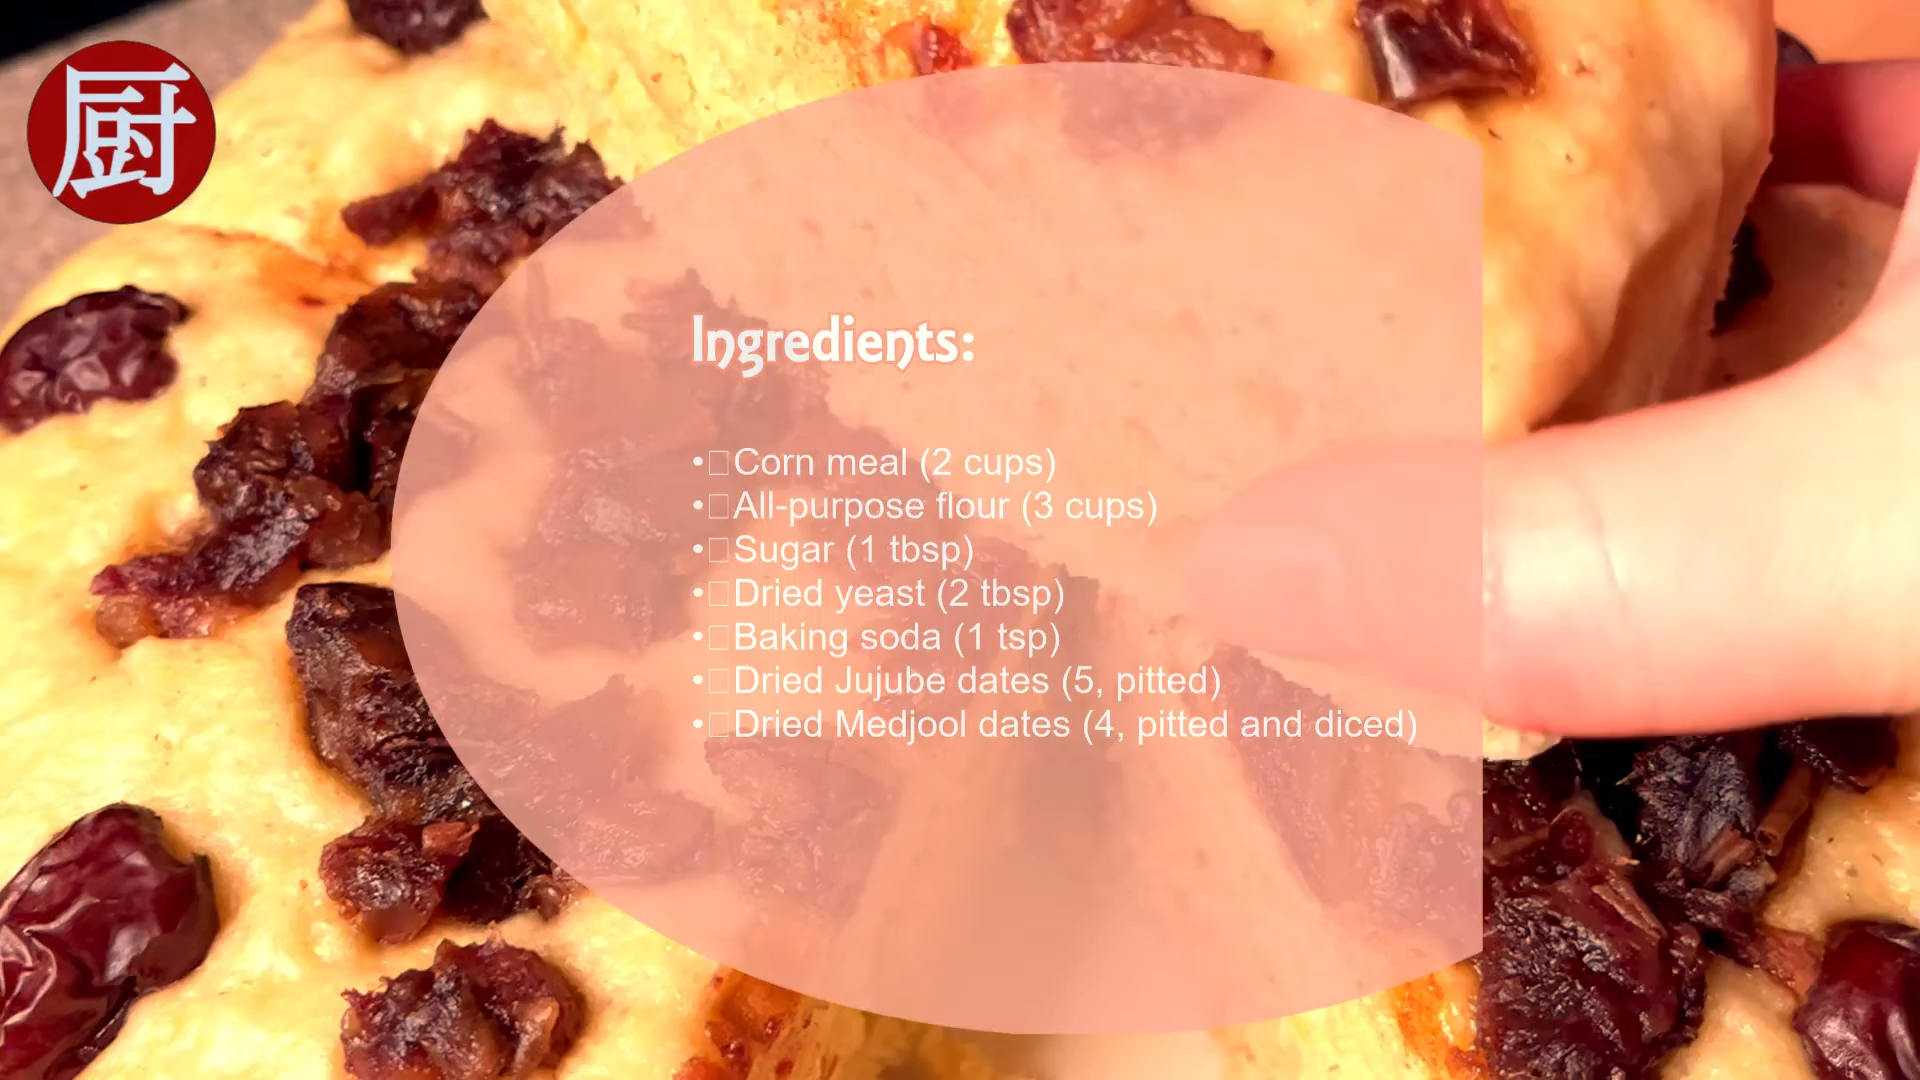 厨
Ingredients:
•□Corn meal (2 cups)
•□All-purpose flour (3 cups)
•□Sugar (1 tbsp)
•□Dried yeast (2 tbsp)
•□Baking soda (1 tsp)
•□Dried Jujube dates (5, pitted)
•□Dried Medjool dates (4, pitted and diced)